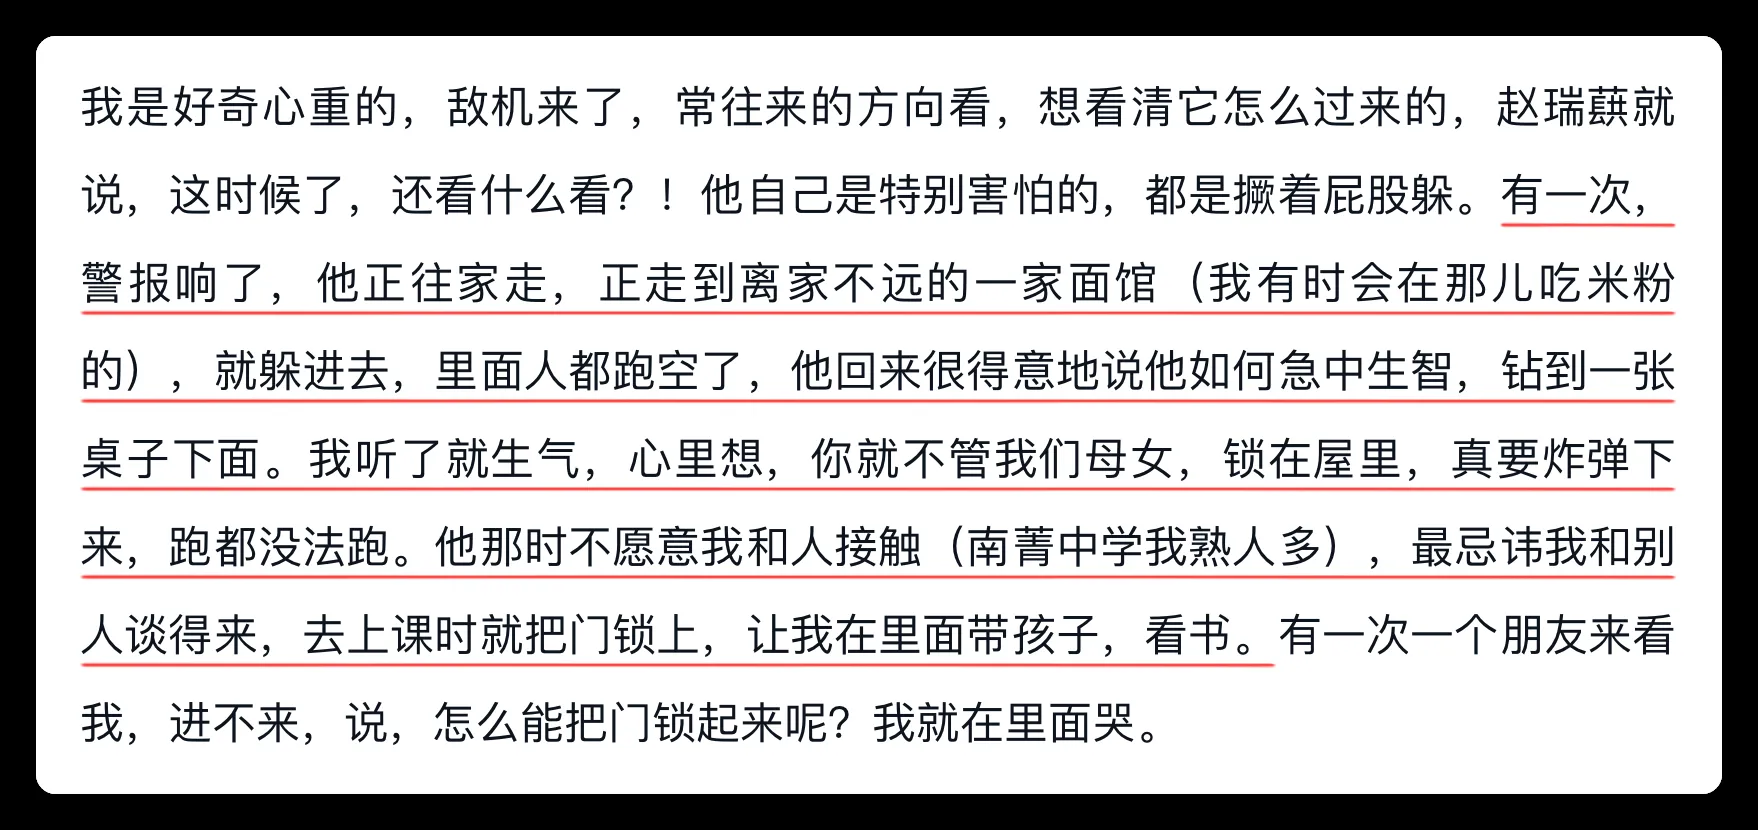 我是好奇心重的，敌机来了，常往来的方向看，想看清它怎么过来的，赵瑞蕻就
说，这时候了，还看什么看？！他自己是特别害怕的，都是撅着屁股躲。有一次，
警报响了，他正往家走，正走到离家不远的一家面馆（我有时会在那儿吃米粉
的），就躲进去，里面人都跑空了，他回来很得意地说他如何急中生智，钻到一张
桌子下面。我听了就生气，心里想，你就不管我们母女，锁在屋里，真要炸弹下
来，跑都没法跑。他那时不愿意我和人接触（南菁中学我熟人多），最忌讳我和别
人谈得来，去上课时就把门锁上，让我在里面带孩子，看书。有一次一个朋友来看
我，进不来，说，怎么能把门锁起来呢？我就在里面哭。